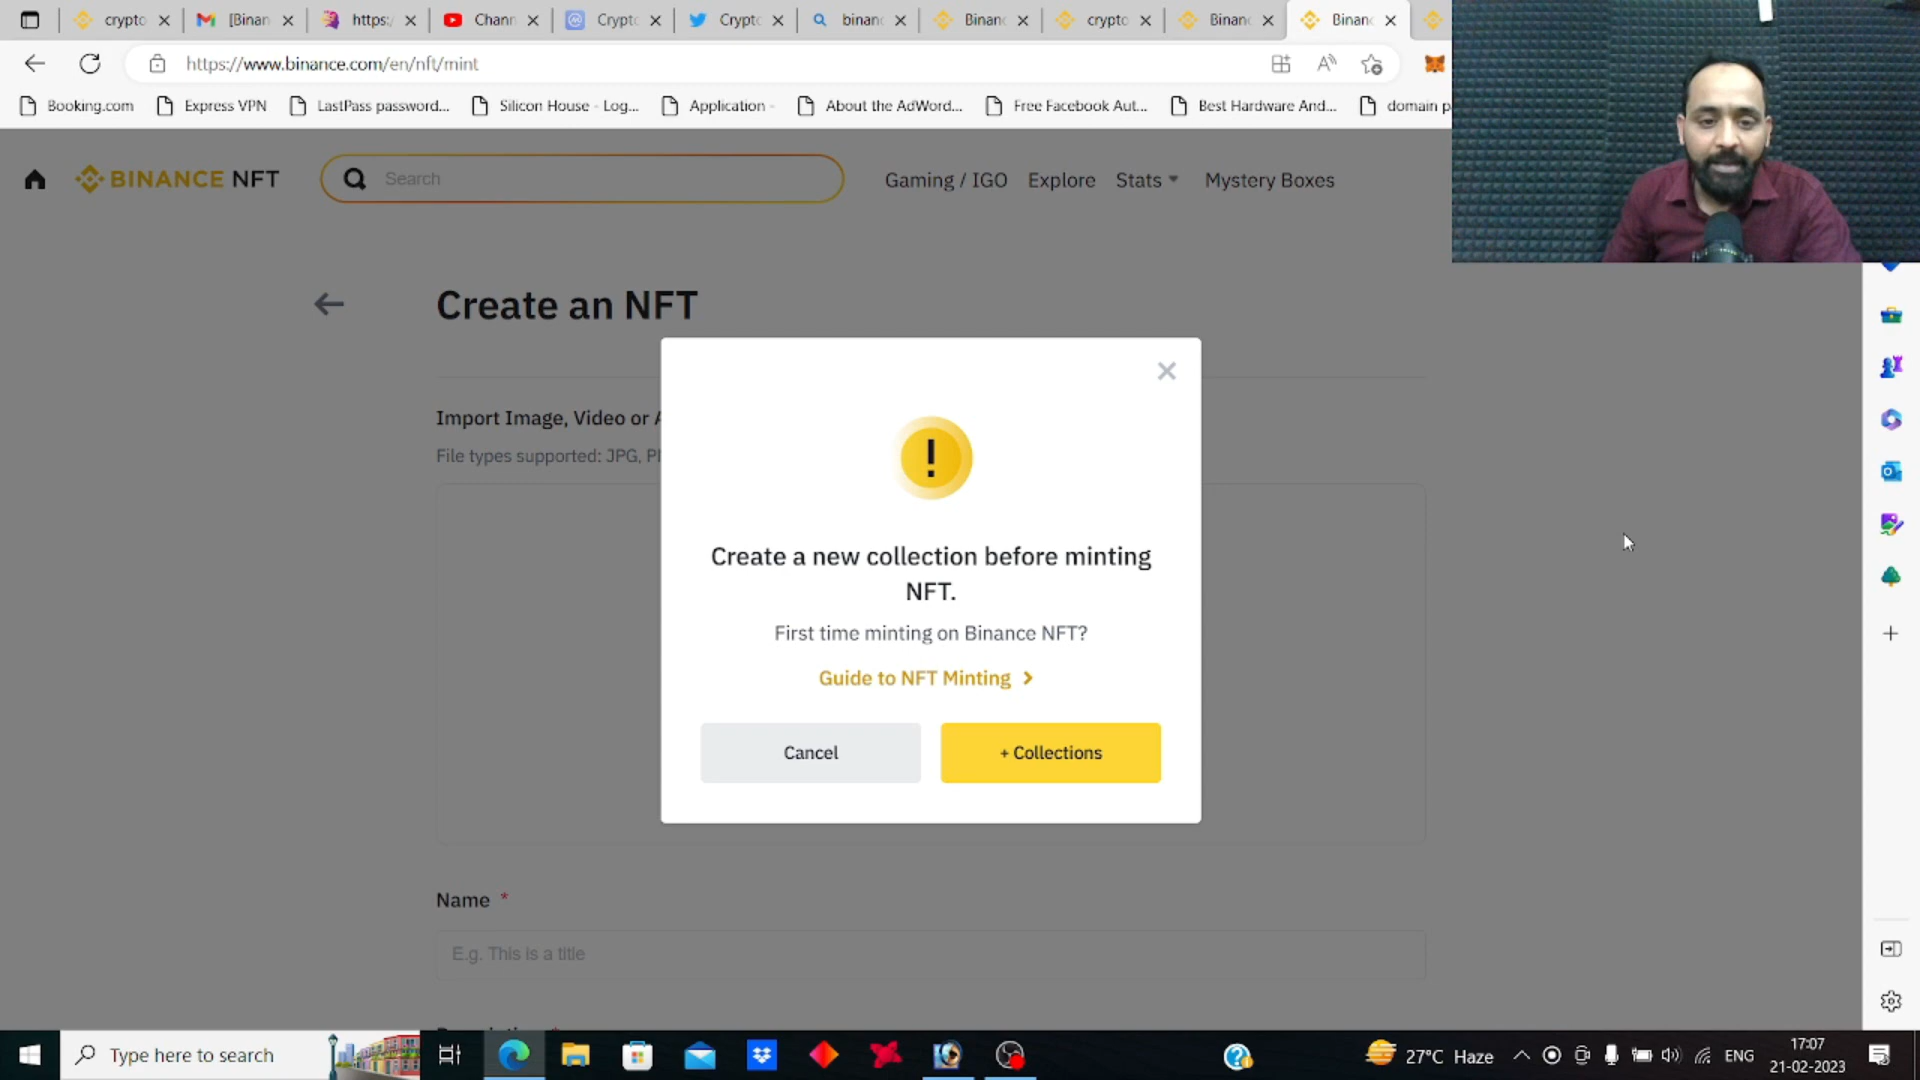 crypto
[Binan
https:/
Chann
Crypto
Crypto
binanc
Binanc
crypto
Binanc
Binanc
https://www.binance.com/en/nft/mint
Booking.com
Express VPN
LastPass password...
Silicon House - Log...
Application -
About the AdWord...
Free Facebook Aut...
Best Hardware And...
domain p
BINANCE NFT
Search
Gaming / IGO
Explore
Stats
Mystery Boxes
Create an NFT
Import Image, Video or A
File types supported: JPG, P
Create a new collection before minting
NFT.
First time minting on Binance NFT?
Guide to NFT Minting
Cancel
+ Collections
Name *
E.g. This is a title
Type here to search
27°C Haze
ENG
17:07
21-02-2023